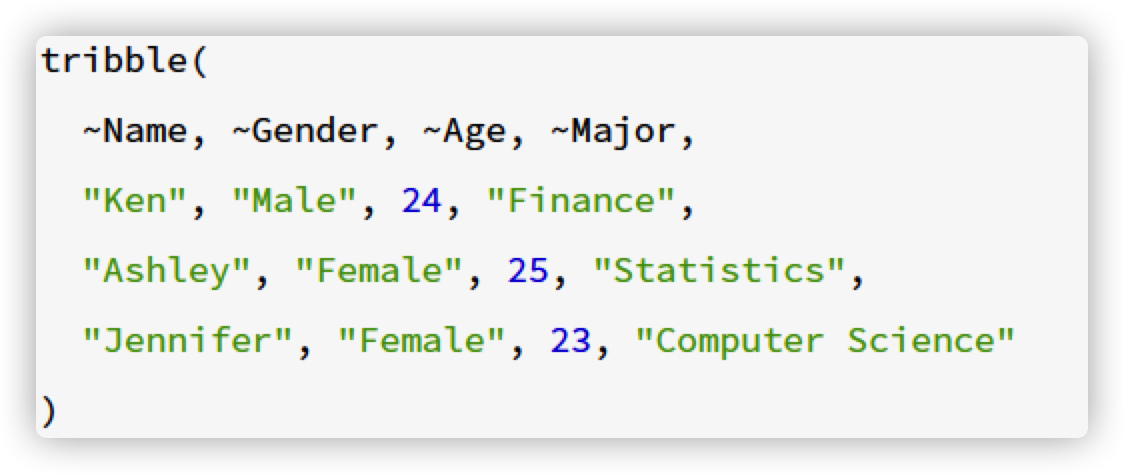 tribble(
~Name, ~Gender, ~Age, ~Major,
"Ken", "Male", 24, "Finance",
"Ashley", "Female", 25, "Statistics",
"Jennifer", "Female", 23, "Computer Science"
)